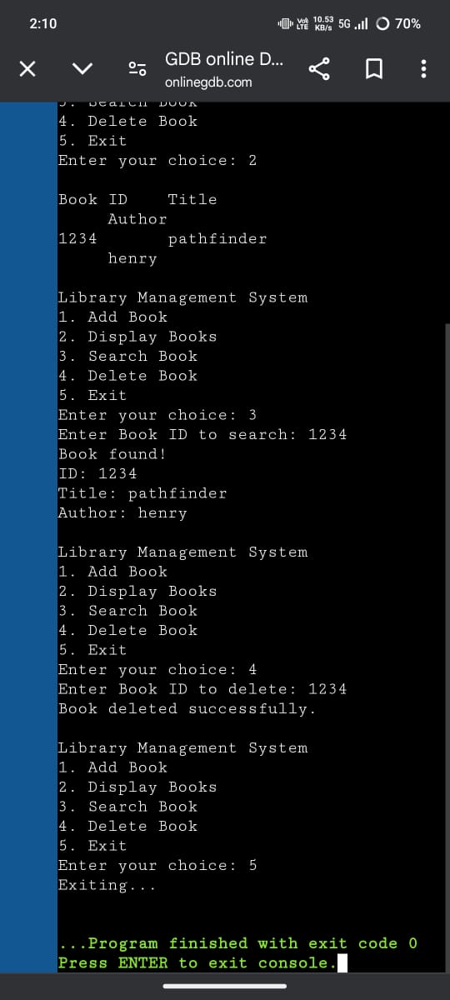 2:10
Vo) LTE
10.53 KB/s
5G
70%
GDB online D...
onlinegdb.com
3. Search Book
4. Delete Book
5. Exit
Enter your choice: 2
Book ID    Title
     Author
1234       pathfinder
     henry
Library Management System
1. Add Book
2. Display Books
3. Search Book
4. Delete Book
5. Exit
Enter your choice: 3
Enter Book ID to search: 1234
Book found!
ID: 1234
Title: pathfinder
Author: henry
Library Management System
1. Add Book
2. Display Books
3. Search Book
4. Delete Book
5. Exit
Enter your choice: 4
Enter Book ID to delete: 1234
Book deleted successfully.
Library Management System
1. Add Book
2. Display Books
3. Search Book
4. Delete Book
5. Exit
Enter your choice: 5
Exiting...
...Program finished with exit code 0
Press ENTER to exit console.